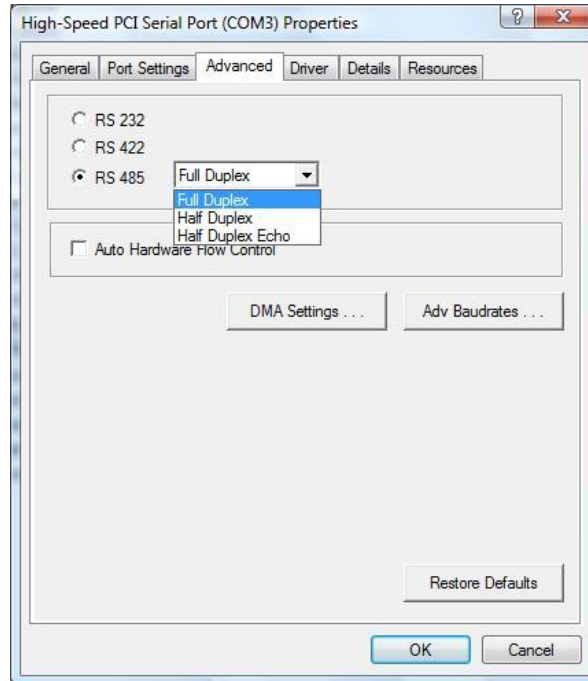 High-Speed PCI Serial Port (COM3) Properties
General Port Settings Advanced Driver Details Resources
RS 232
RS 422
RS 485 Full Duplex
Full Duplex
Half Duplex
Half Duplex Echo
Auto Hardware Flow Control
DMA Settings . . . Adv Baudrates . . .
Restore Defaults
OK Cancel